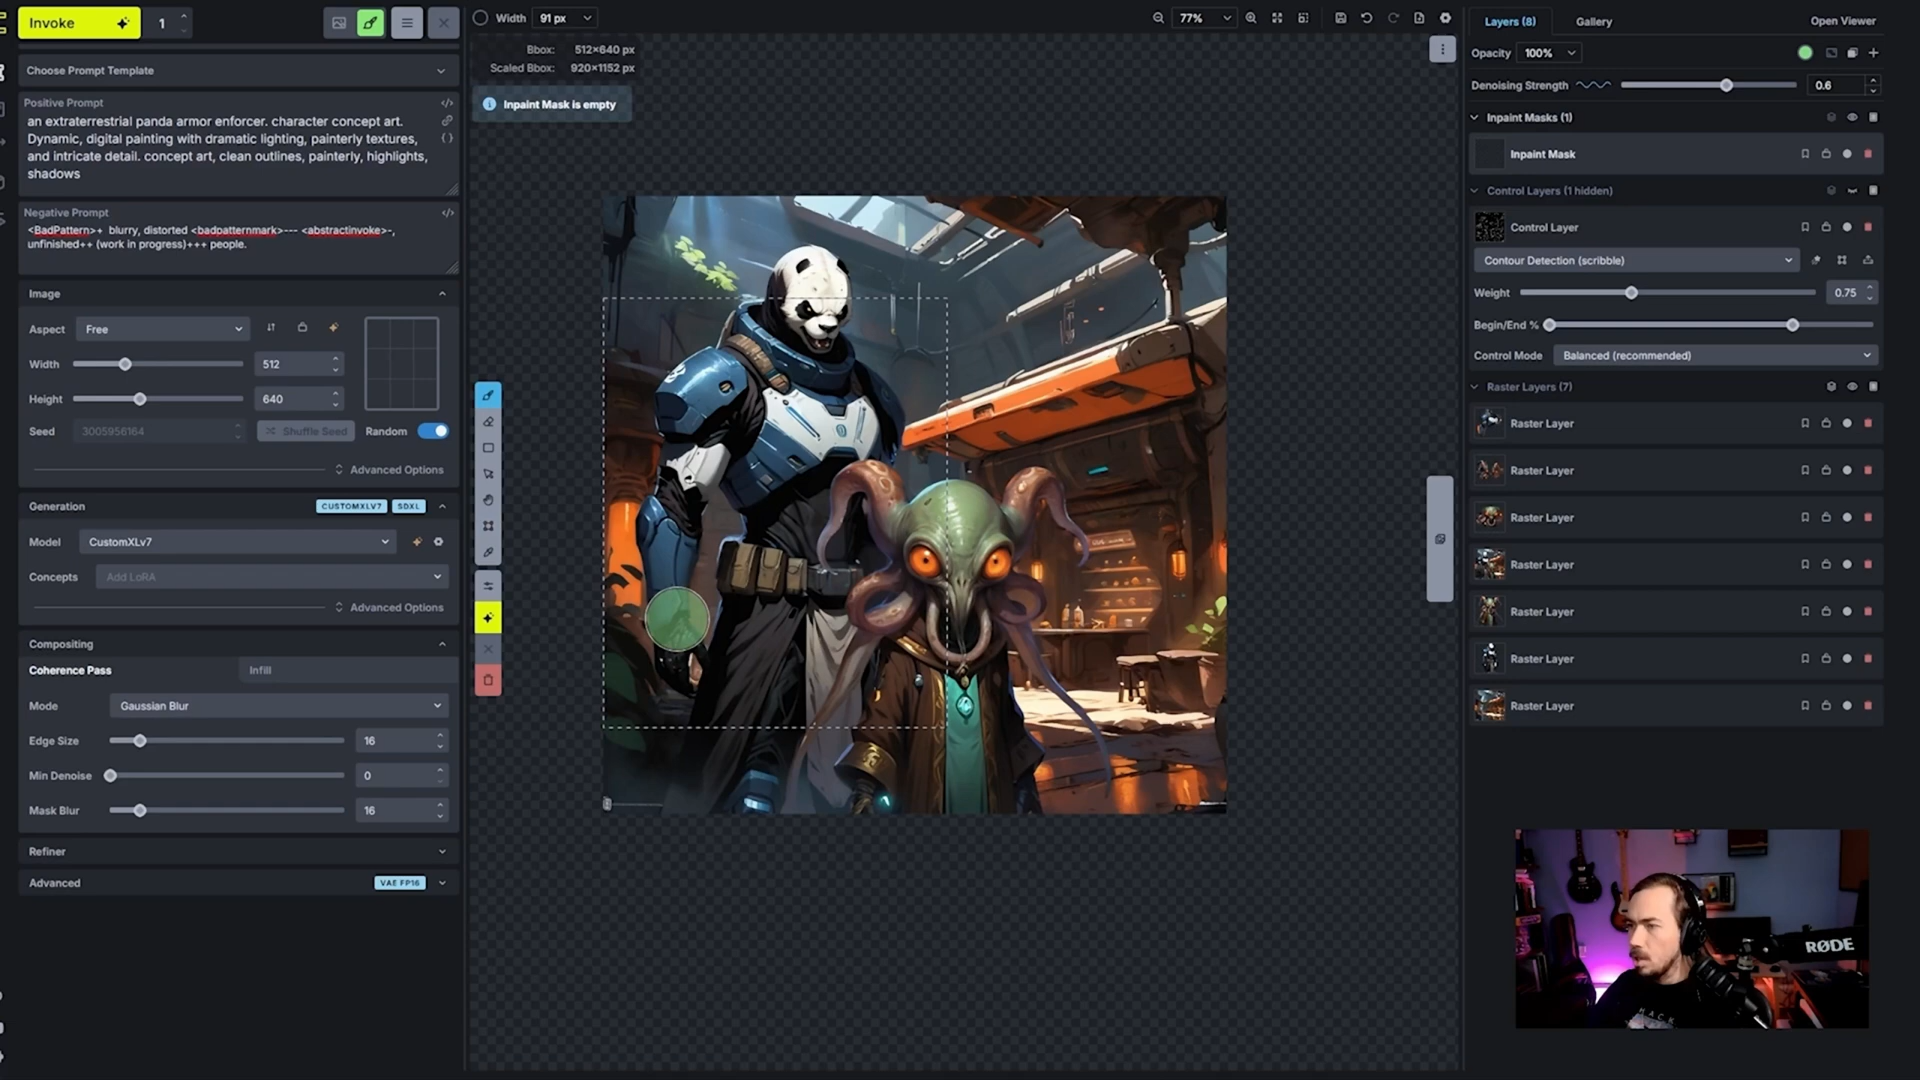 Invoke
1
Choose Prompt Template
Positive Prompt
an extraterrestrial panda armor enforcer. character concept art.
Dynamic, digital painting with dramatic lighting, painterly textures,
and intricate detail. concept art, clean outlines, painterly, highlights,
shadows
Negative Prompt
<BadPattern>+ blurry, distorted <badpatternmark>--- <abstractinvoke>-,
unfinished++ (work in progress)+++ people.
Image
Aspect Free
Width 512
Height 640
Seed 3005956164 Shuffle Seed Random
Advanced Options
Generation CUSTOMXLV7 SDXL
Model CustomXLv7
Concepts Add LoRA
Advanced Options
Compositing
Coherence Pass Infill
Mode Gaussian Blur
Edge Size 16
Min Denoise 0
Mask Blur 16
Refiner
Advanced VAE FP16
Width 91 px
77%
Bbox: 512×640 px
Scaled Bbox: 920×1152 px
Inpaint Mask is empty
Layers (8) Gallery Open Viewer
Opacity 100%
Denoising Strength 0.6
Inpaint Masks (1)
Inpaint Mask
Control Layers (1 hidden)
Control Layer
Contour Detection (scribble)
Weight 0.75
Begin/End %
Control Mode Balanced (recommended)
Raster Layers (7)
Raster Layer
Raster Layer
Raster Layer
Raster Layer
Raster Layer
Raster Layer
Raster Layer
RØDE
HACK